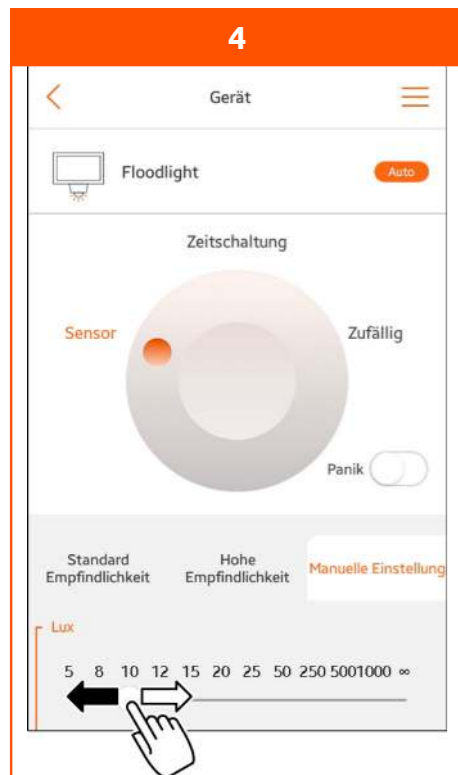 4
Gerät
Floodlight
Auto
Zeitschaltung
Sensor
Zufällig
Panik
Standard
Empfindlichkeit
Hohe
Empfindlichkeit
Manuelle Einstellung
Lux
5 8 10 12 15 20 25 50 250 5001000 ∞